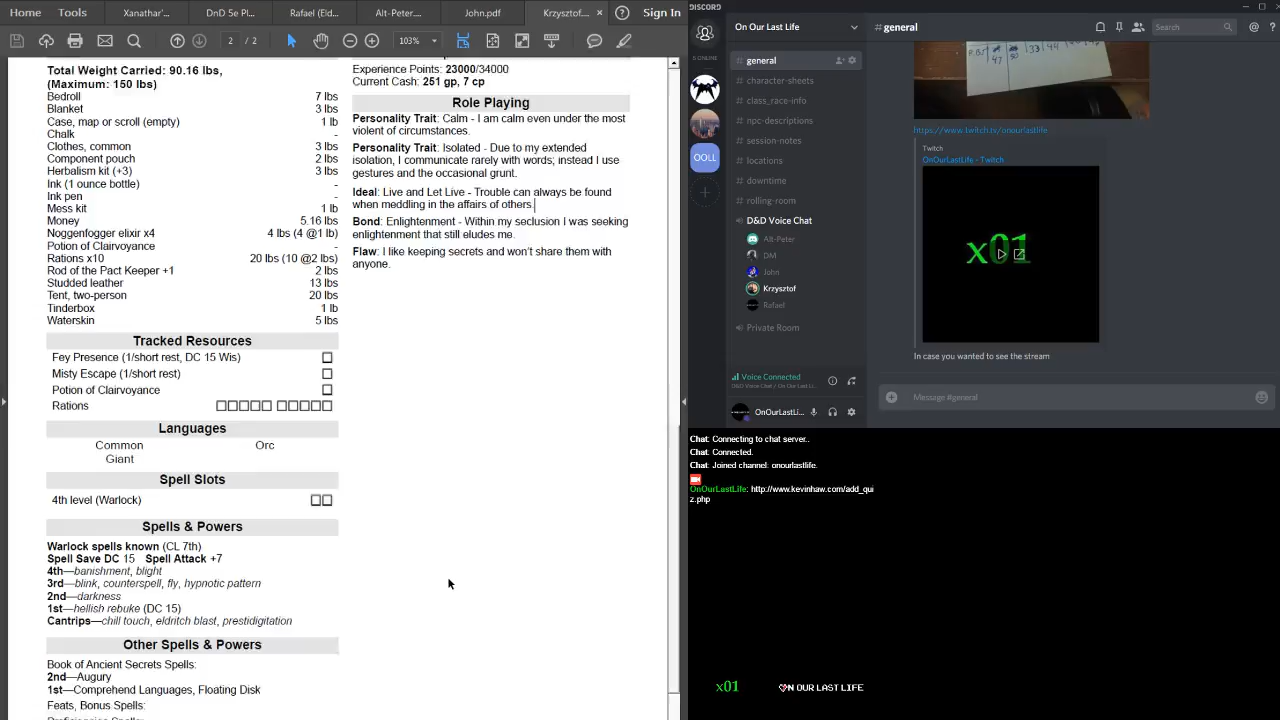 Home
Tools
Xanathar'...
DnD 5e Pl...
Rafael (Eld...
Alt-Peter....
John.pdf
Krzysztof....
×
Sign In
2 / 2
103%
Total Weight Carried: 90.16 lbs,
(Maximum: 150 lbs)
Bedroll 7 lbs
Blanket 3 lbs
Case, map or scroll (empty) 1 lb
Chalk -
Clothes, common 3 lbs
Component pouch 2 lbs
Herbalism kit (+3) 3 lbs
Ink (1 ounce bottle) -
Ink pen -
Mess kit 1 lb
Money 5.16 lbs
Noggenfogger elixir x4 4 lbs (4 @1 lb)
Potion of Clairvoyance -
Rations x10 20 lbs (10 @2 lbs)
Rod of the Pact Keeper +1 2 lbs
Studded leather 13 lbs
Tent, two-person 20 lbs
Tinderbox 1 lb
Waterskin 5 lbs
Tracked Resources
Fey Presence (1/short rest, DC 15 Wis)
Misty Escape (1/short rest)
Potion of Clairvoyance
Rations
Languages
Common Orc
Giant
Spell Slots
4th level (Warlock)
Spells & Powers
Warlock spells known (CL 7th)
Spell Save DC 15 Spell Attack +7
4th—banishment, blight
3rd—blink, counterspell, fly, hypnotic pattern
2nd—darkness
1st—hellish rebuke (DC 15)
Cantrips—chill touch, eldritch blast, prestidigitation
Other Spells & Powers
Book of Ancient Secrets Spells:
2nd—Augury
1st—Comprehend Languages, Floating Disk
Feats, Bonus Spells:
Experience Points: 23000/34000
Current Cash: 251 gp, 7 cp
Role Playing
Personality Trait: Calm - I am calm even under the most
violent of circumstances.
Personality Trait: Isolated - Due to my extended
isolation, I communicate rarely with words; instead I use
gestures and the occasional grunt.
Ideal: Live and Let Live - Trouble can always be found
when meddling in the affairs of others.
Bond: Enlightenment - Within my seclusion I was seeking
enlightenment that still eludes me.
Flaw: I like keeping secrets and won't share them with
anyone.
DISCORD
5 ONLINE
OOLL
On Our Last Life
general
# character-sheets
# class_race-info
# npc-descriptions
# session-notes
# locations
# downtime
# rolling-room
D&D Voice Chat
Alt-Peter
DM
John
Krzysztof
Rafael
Private Room
Voice Connected
D&D Voice Chat / On Our Last Li...
OnOurLastLi...
#general
Search
47
33
44
https://www.twitch.tv/onourlastlife
Twitch
OnOurLastLife - Twitch
x01
In case you wanted to see the stream
Message #general
Chat: Connecting to chat server..
Chat: Connected.
Chat: Joined channel: onourlastlife.
OnOurLastLife: http://www.kevinhaw.com/add_qui
z.php
x01
ON OUR LAST LIFE